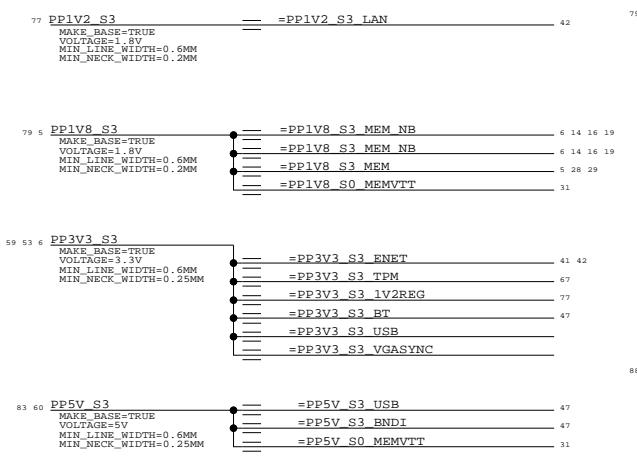 79
77 PP1V2_S3 =PP1V2_S3_LAN 42
MAKE_BASE=TRUE
VOLTAGE=1.8V
MIN_LINE_WIDTH=0.6MM
MIN_NECK_WIDTH=0.2MM
79 5 PP1V8_S3 =PP1V8_S3_MEM_NB 6 14 16 19
MAKE_BASE=TRUE
VOLTAGE=1.8V
MIN_LINE_WIDTH=0.6MM
MIN_NECK_WIDTH=0.2MM
=PP1V8_S3_MEM_NB 6 14 16 19
=PP1V8_S3_MEM 5 28 29
=PP1V8_S0_MEMVTT 31
59 53 6 PP3V3_S3
MAKE_BASE=TRUE
VOLTAGE=3.3V
MIN_LINE_WIDTH=0.6MM
MIN_NECK_WIDTH=0.25MM
=PP3V3_S3_ENET 41 42
=PP3V3_S3_TPM 67
=PP3V3_S3_1V2REG 77
=PP3V3_S3_BT 47
=PP3V3_S3_USB
=PP3V3_S3_VGASYNC
88
83 60 PP5V_S3 =PP5V_S3_USB 47
MAKE_BASE=TRUE
VOLTAGE=5V
MIN_LINE_WIDTH=0.6MM
MIN_NECK_WIDTH=0.25MM
=PP5V_S3_BNDI 47
=PP5V_S0_MEMVTT 31